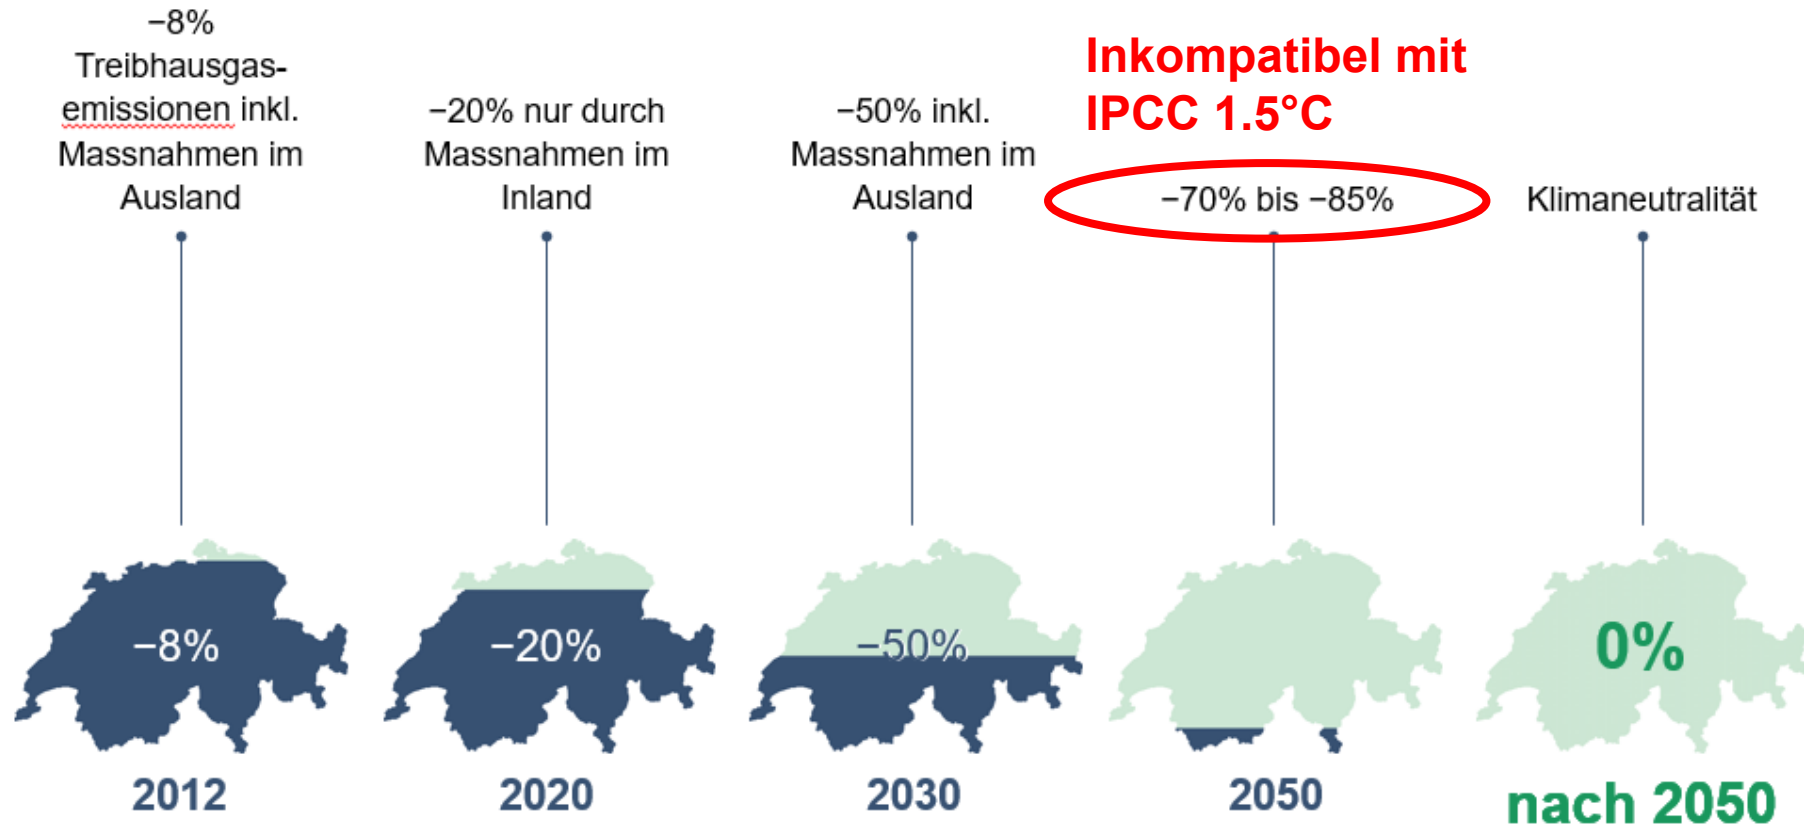 −8%
Treibhausgas-
emissionen inkl.
Massnahmen im
Ausland
−20% nur durch
Massnahmen im
Inland
−50% inkl.
Massnahmen im
Ausland
Inkompatibel mit
IPCC 1.5°C
−70% bis −85%
Klimaneutralität
−8%
−20%
−50%
0%
2012
2020
2030
2050
nach 2050